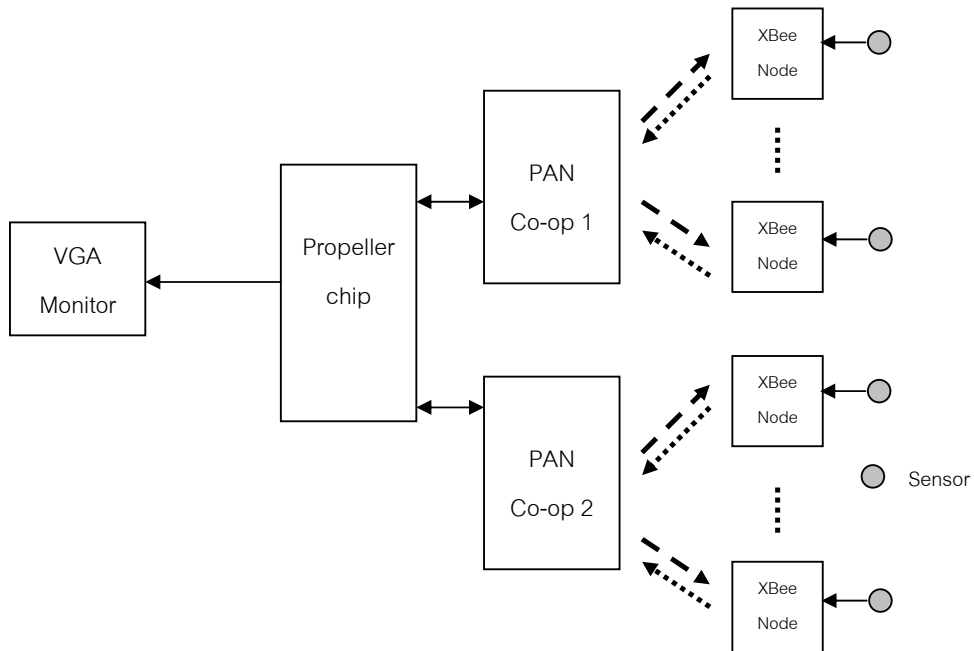 VGA
Monitor
Propeller
chip
PAN
Co-op 1
PAN
Co-op 2
XBee
Node
XBee
Node
XBee
Node
XBee
Node
Sensor